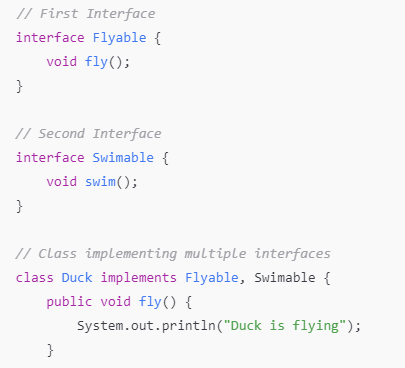 // First Interface
interface Flyable {
    void fly();
}

// Second Interface
interface Swimable {
    void swim();
}

// Class implementing multiple interfaces
class Duck implements Flyable, Swimable {
    public void fly() {
        System.out.println("Duck is flying");
    }